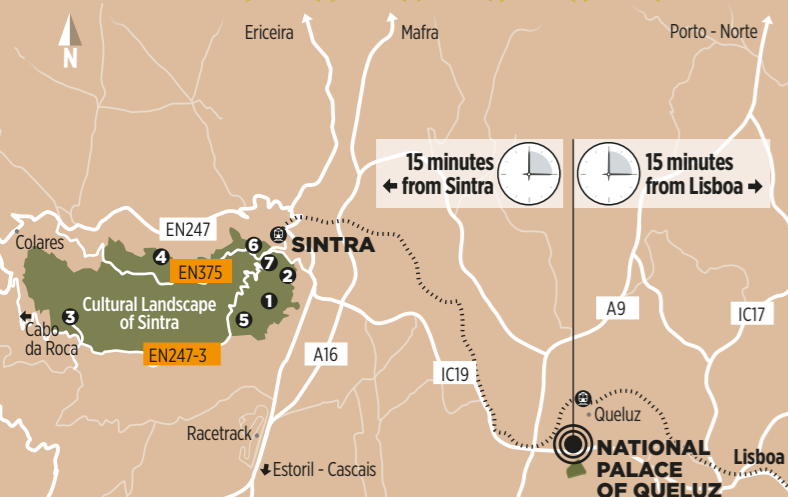 Ericeira
Mafra
Porto - Norte
N
15 minutes
from Sintra
15 minutes
from Lisboa
EN247
SINTRA
Colares
6
4
7
EN375
2
Cultural Landscape
of Sintra
1
3
5
Cabo
da Roca
EN247-3
A16
A9
IC17
IC19
Queluz
Racetrack
Estoril - Cascais
NATIONAL
PALACE
OF QUELUZ
Lisboa